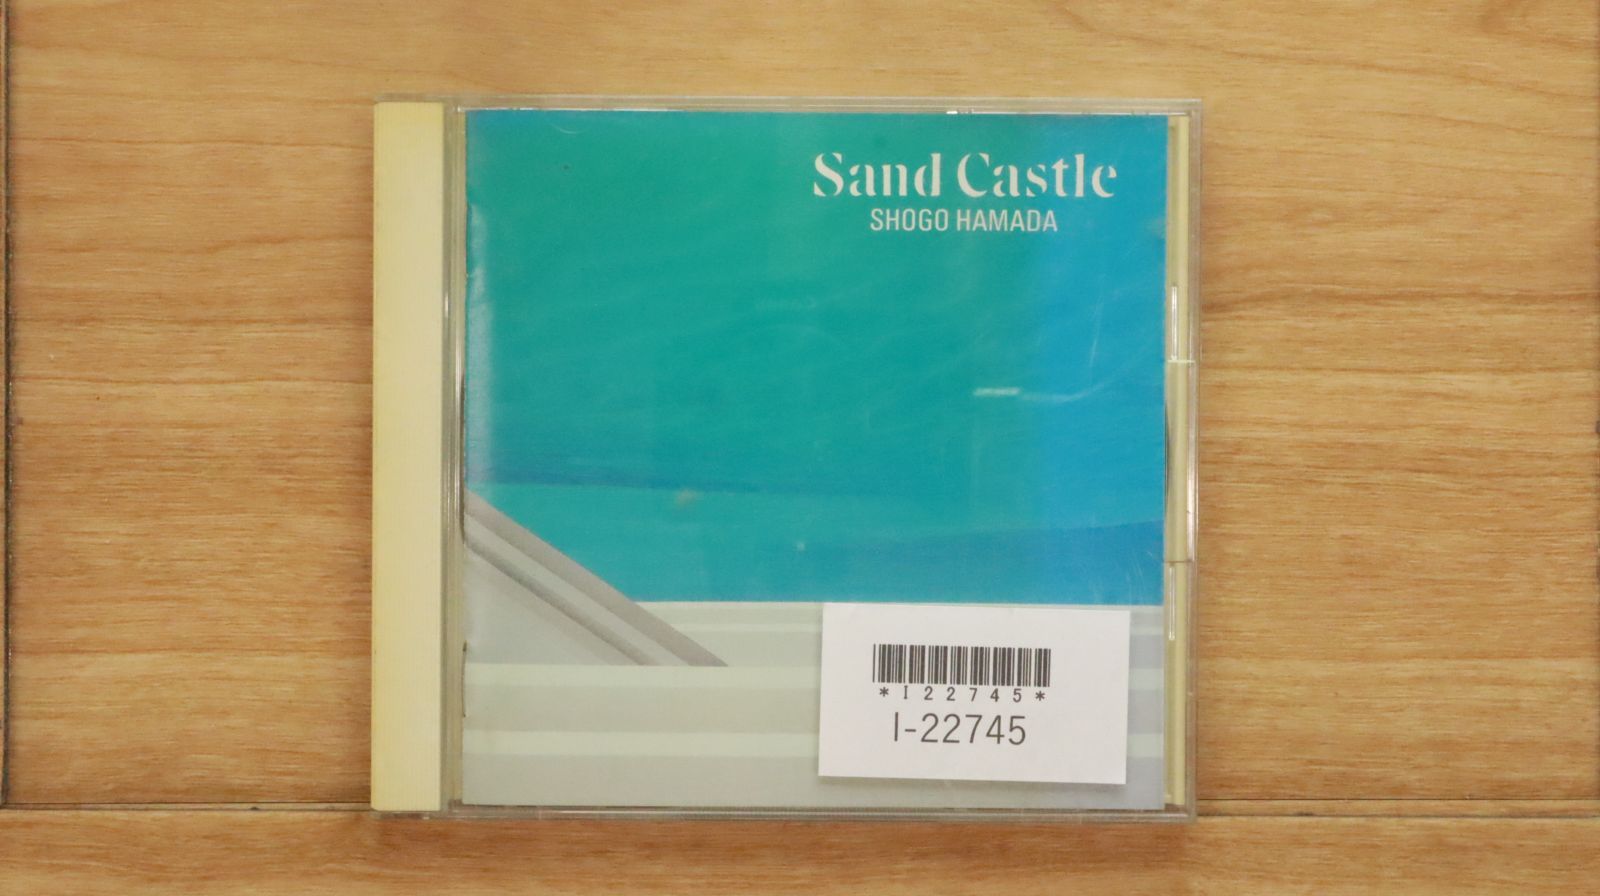 Sand Castle
SHOGO HAMADA
*I22745*
I-22745